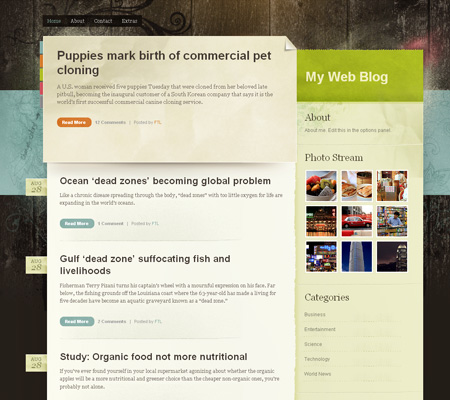 Home About Contact Extras
Puppies mark birth of commercial pet
cloning
A U.S. woman received five puppies Tuesday that were cloned from her beloved late
pitbull, becoming the inaugural customer of a South Korean company that says it is the
world's first successful commercial canine cloning service.
Read More 12 Comments | Posted by FTL
My Web Blog
About
About me. Edit this in the options panel.
Photo Stream
AUG
28
Ocean ‘dead zones’ becoming global problem
Like a chronic disease spreading through the body, "dead zones" with too little oxygen for life are
expanding in the world's oceans.
Read More 5 Comments | Posted by FTL
AUG
28
Gulf ‘dead zone’ suffocating fish and
livelihoods
Fisherman Terry Pizani turns his captain's wheel with a mournful expression on his face. Far
below, the fishing grounds off the Louisiana coast where the 63-year-old has made a living for
five decades have become an aquatic graveyard known as a "dead zone."
Read More 2 Comments | Posted by FTL
AUG
28
Study: Organic food not more nutritional
If you've ever found yourself in your local supermarket agonizing about whether the organic
apples will be a more nutritional and greener choice than the cheaper non-organic ones, you're
probably not alone.
Categories
Business
Entertainment
Science
Technology
World News